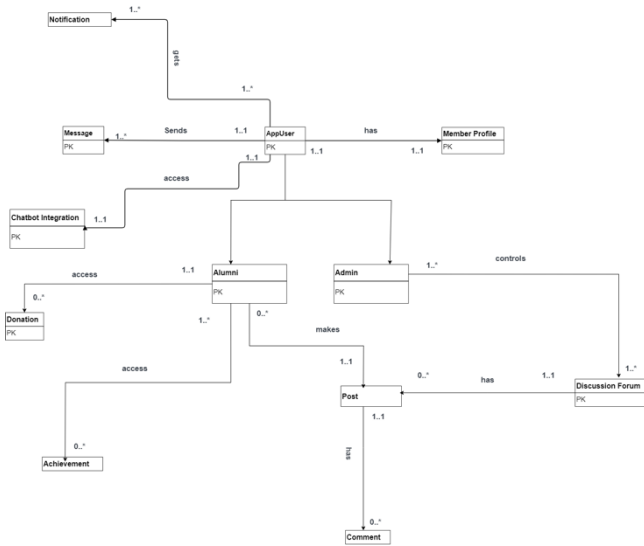 Notification
1..*
gets
1..*
Message
PK
1..*
Sends
1..1
AppUser
PK
has
1..1
1..1
Member Profile
PK
1..1
access
Chatbot Integration
PK
1..1
Alumni
PK
Admin
PK
1..1
access
0..*
Donation
PK
1..*
0..*
1..*
controls
makes
access
1..1
0..*
has
1..1
1..*
Discussion Forum
PK
Post
1..1
0..*
Achievement
has
0..*
Comment